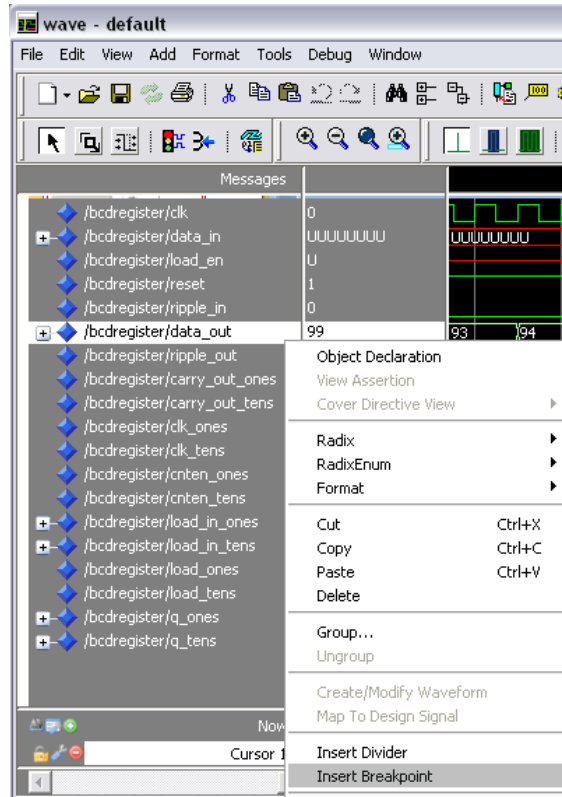 wave - default
File Edit View Add Format Tools Debug Window
100
Messages
/bcdregister/clk 0
/bcdregister/data_in UUUUUUUU UUUUUUUU
/bcdregister/load_en U
/bcdregister/reset 1
/bcdregister/ripple_in 0
/bcdregister/data_out 99 93 94
/bcdregister/ripple_out
/bcdregister/carry_out_ones
/bcdregister/carry_out_tens
/bcdregister/clk_ones
/bcdregister/clk_tens
/bcdregister/cnten_ones
/bcdregister/cnten_tens
/bcdregister/load_in_ones
/bcdregister/load_in_tens
/bcdregister/load_ones
/bcdregister/load_tens
/bcdregister/q_ones
/bcdregister/q_tens
Now
Cursor 1
Object Declaration
View Assertion
Cover Directive View
Radix
RadixEnum
Format
Cut Ctrl+X
Copy Ctrl+C
Paste Ctrl+V
Delete
Group...
Ungroup
Create/Modify Waveform
Map To Design Signal
Insert Divider
Insert Breakpoint